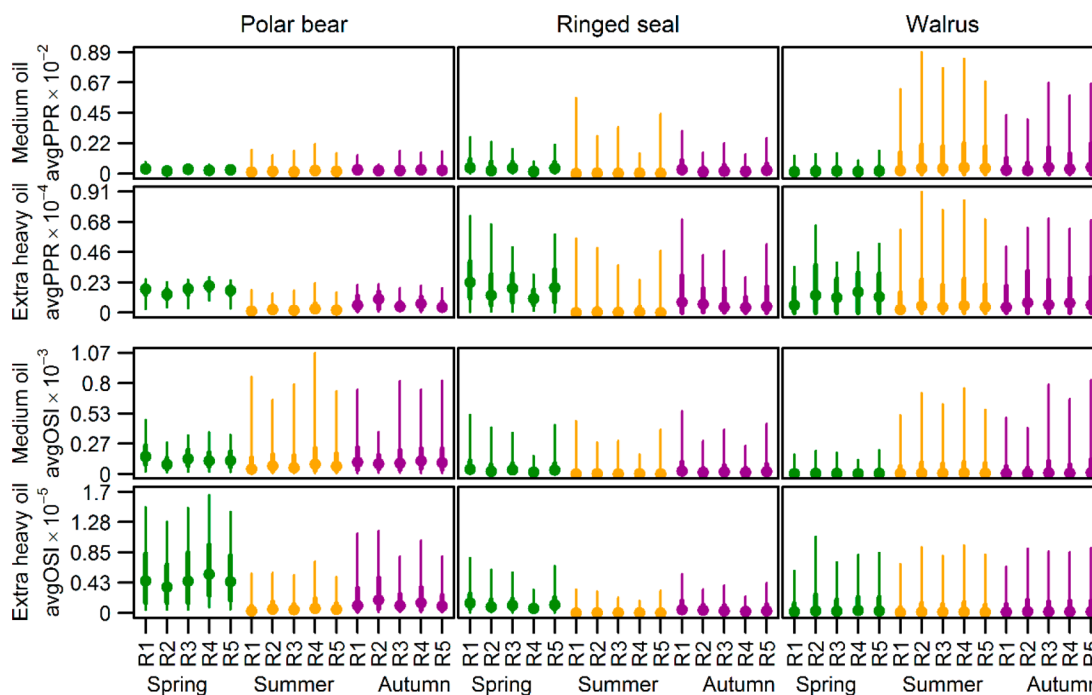 Polar bear Ringed seal Walrus
Medium oil
avgPPR × 10⁻²
0.89
0.67
0.45
0.22
0
Extra heavy oil
avgPPR × 10⁻⁴
0.91
0.68
0.46
0.23
0
Medium oil
avgOSI × 10⁻³
1.07
0.8
0.53
0.27
0
Extra heavy oil
avgOSI × 10⁻⁵
1.7
1.28
0.85
0.43
0
R1 R2 R3 R4 R5 R1 R2 R3 R4 R5 R1 R2 R3 R4 R5 R1 R2 R3 R4 R5 R1 R2 R3 R4 R5 R1 R2 R3 R4 R5 R1 R2 R3 R4 R5 R1 R2 R3 R4 R5 R1 R2 R3 R4 R5
Spring Summer Autumn Spring Summer Autumn Spring Summer Autumn